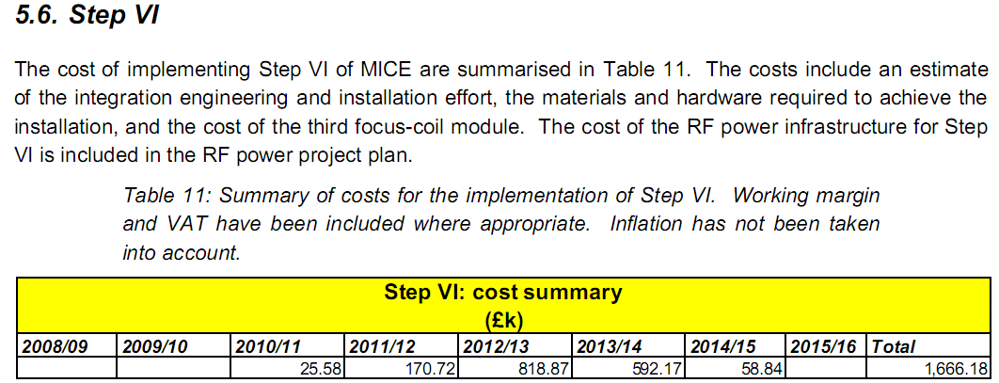 5.6. Step VI
The cost of implementing Step VI of MICE are summarised in Table 11. The costs include an estimate
of the integration engineering and installation effort, the materials and hardware required to achieve the
installation, and the cost of the third focus-coil module. The cost of the RF power infrastructure for Step
VI is included in the RF power project plan.
Table 11: Summary of costs for the implementation of Step VI. Working margin
and VAT have been included where appropriate. Inflation has not been taken
into account.
Step VI: cost summary
(£k)
2008/09 2009/10 2010/11 2011/12 2012/13 2013/14 2014/15 2015/16 Total
25.58 170.72 818.87 592.17 58.84 1,666.18